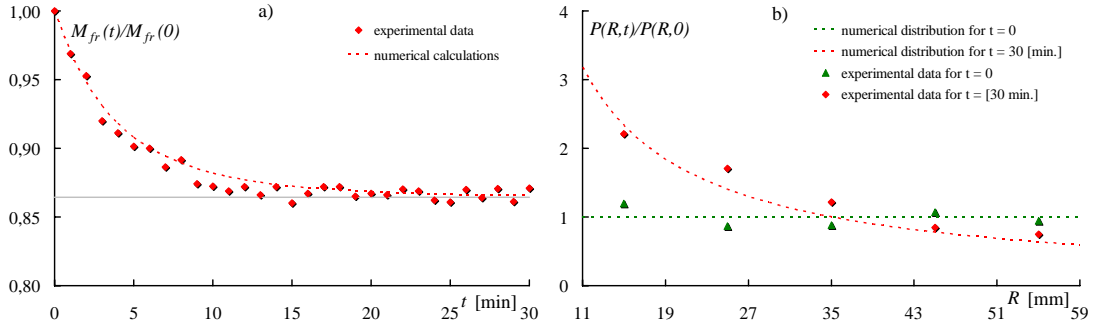 a)
M_fr(t)/M_fr(0)
experimental data
numerical calculations
1,00
0,95
0,90
0,85
0,80
0 5 10 15 20 25 30
t [min]
b)
P(R,t)/P(R,0)
numerical distribution for t = 0
numerical distribution for t = 30 [min.]
experimental data for t = 0
experimental data for t = [30 min.]
4
3
2
1
0
11 19 27 35 43 51 59
R [mm]